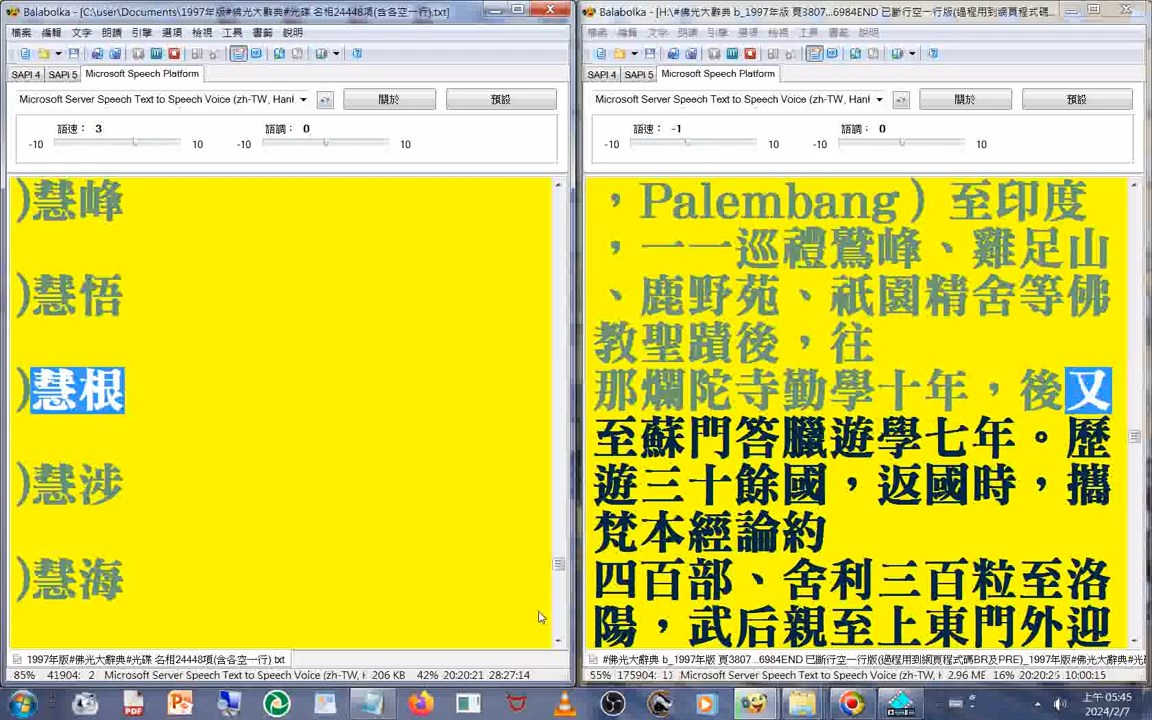 Balabolka - [C:\user\Documents\1997年版#佛光大辭典#光碟 名相24448項(含各空一行).txt]
檔案 編輯 文字 朗讀 引擎 選項 檢視 工具 書籤 說明
SAPI 4 SAPI 5 Microsoft Speech Platform
Microsoft Server Speech Text to Speech Voice (zh-TW, Hanl
關於 預設
語速： 3 語調： 0
-10 10 -10 10
)慧峰
)慧悟
)慧根
)慧涉
)慧海
1997年版#佛光大辭典#光碟 名相24448項(含各空一行).txt
85% 41904: 2 Microsoft Server Speech Text to Speech Voice (zh-TW, H 206 KB 42% 20:20:21 28:27:14
Balabolka - [H:\#佛光大辭典 b_1997年版 頁3807...6984END 已斷行空一行版(過程用到網頁程式碼...
檔案 編輯 文字 朗讀 引擎 選項 檢視 工具 書籤 說明
SAPI 4 SAPI 5 Microsoft Speech Platform
Microsoft Server Speech Text to Speech Voice (zh-TW, Hanl
關於 預設
語速： -1 語調： 0
-10 10 -10 10
，Palembang）至印度
，一一巡禮鷲峰、雞足山
、鹿野苑、祇園精舍等佛
教聖蹟後，往
那爛陀寺勤學十年，後又
至蘇門答臘遊學七年。歷
遊三十餘國，返國時，攜
梵本經論約
四百部、舍利三百粒至洛
陽，武后親至上東門外迎
#佛光大辭典 b_1997年版 頁3807...6984END 已斷行空一行版(過程用到網頁程式碼BR及PRE)_1997年版#佛光大辭典#光
55% 175904: 1 Microsoft Server Speech Text to Speech Voice (zh-TW, H 2.96 MB 16% 20:20:25 10:00:15
上午 05:45
2024/2/7